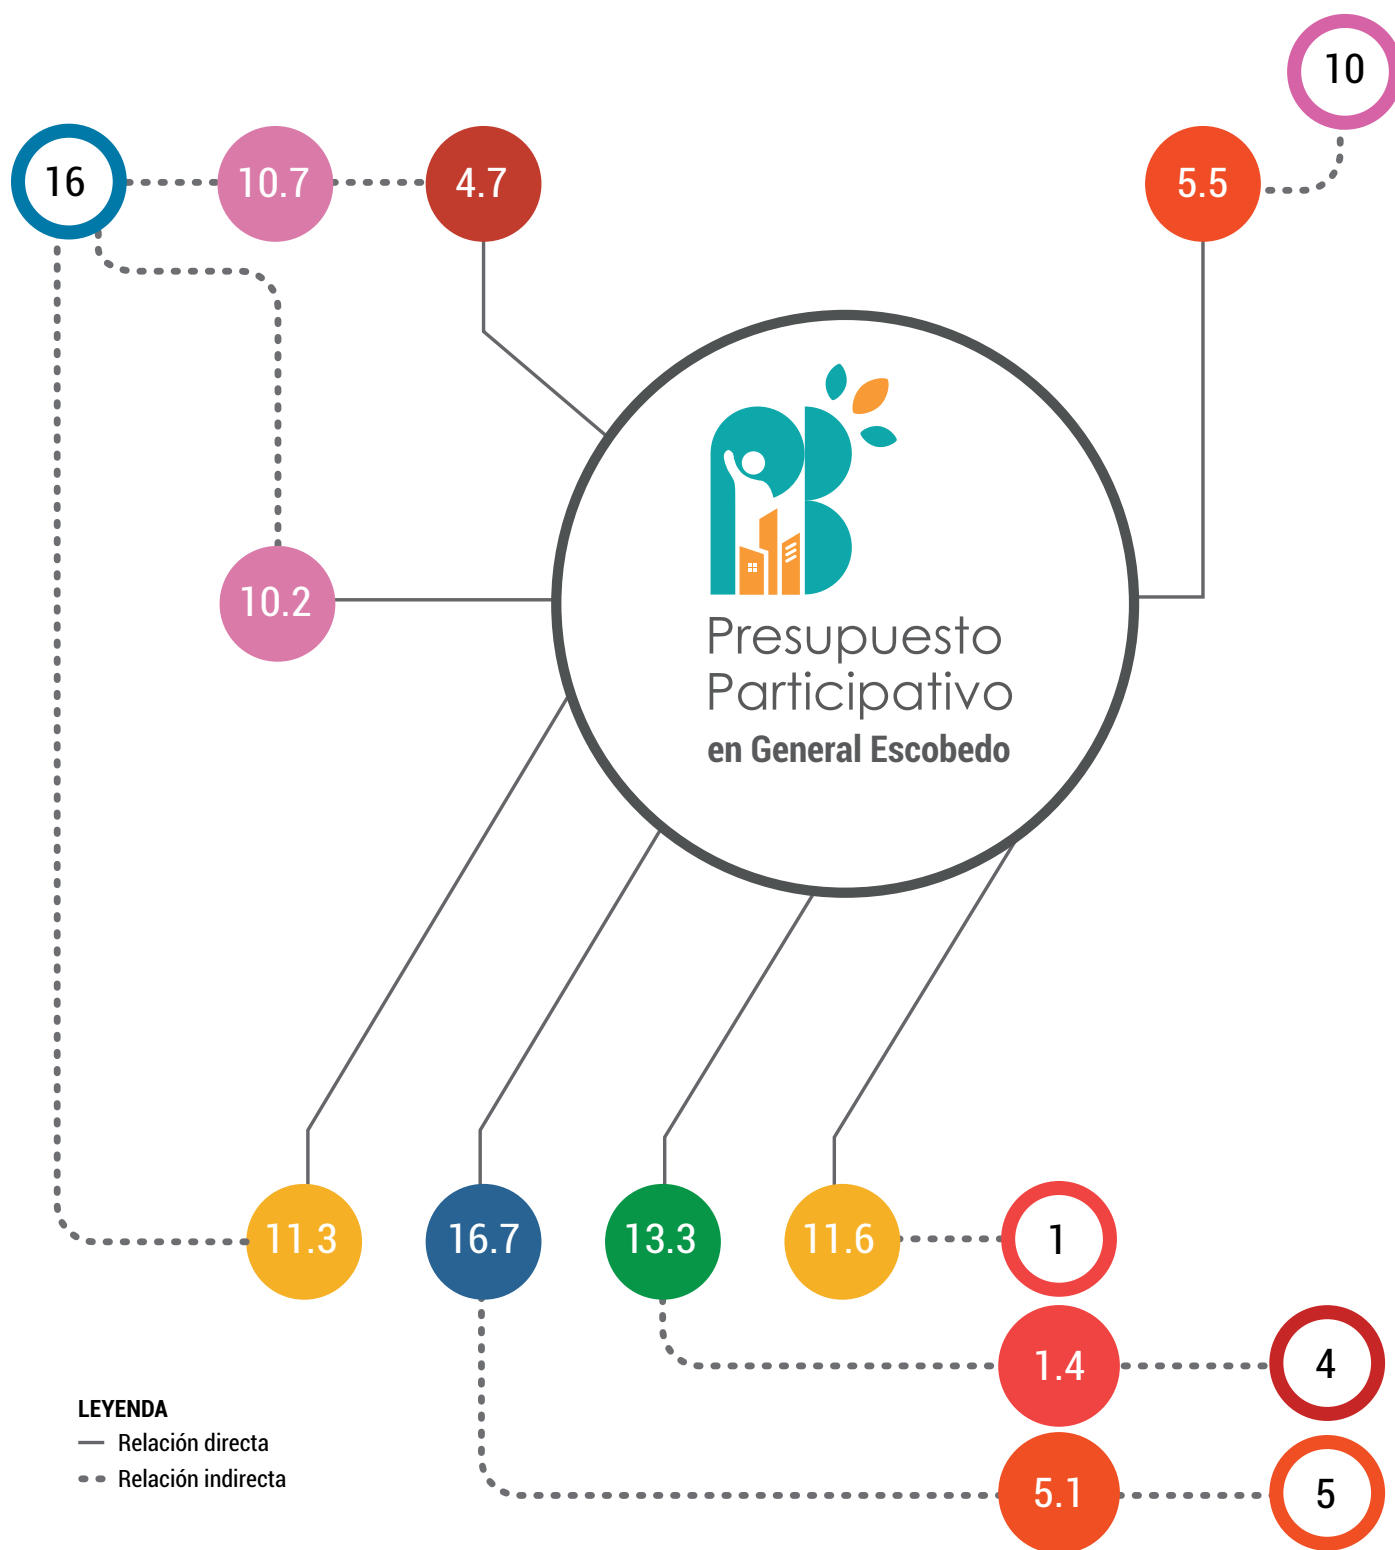 10
16
10.7
4.7
5.5
Presupuesto
Participativo
en General Escobedo
10.2
11.3
16.7
13.3
11.6
1
1.4
4
5.1
5
LEYENDA
Relación directa
Relación indirecta